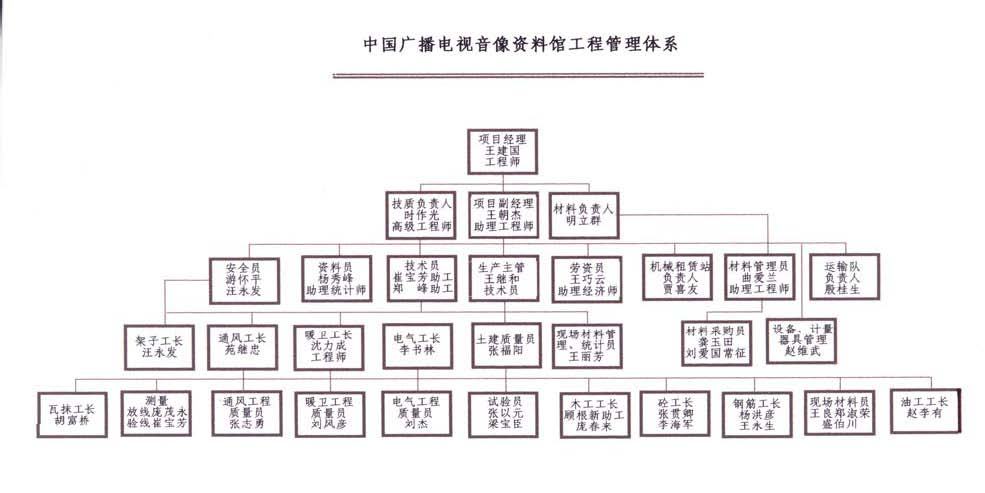 中国广播电视音像资料馆工程管理体系
项目经理
王建国
工程师
技质负责人
时作光
高级工程师
项目副经理
王朝杰
助理工程师
材料负责人
明立群
安全员
游怀平
汪永发
资料员
杨秀峰
助理统计师
技术员
崔宝芳助工
郑 峰助工
生产主管
王继和
技术员
劳资员
王巧云
助理经济师
机械租赁站
负责人
贾喜友
材料管理员
曲爱兰
助理工程师
运输队
负责人
殷桂生
架子工长
汪永发
通风工长
苑继忠
暖卫工长
沈力成
工程师
电气工长
李书林
土建质量员
张福阳
现场材料管
理、统计员
王丽芳
材料采购员
龚玉田
刘爱国常征
设备、计量
器具管理
赵维武
瓦抹工长
胡富桥
测量
放线庞茂永
验线崔宝芳
通风工程
质量员
张志勇
暖卫工程
质量员
刘凤彦
电气工程
质量员
刘杰
试验员
张以元
梁宝臣
木工工长
顾根新助工
庞春来
砼工长
张贯卿
李海军
钢筋工长
杨洪彦
王永生
现场材料员
王良郑淑荣
盛伯川
油工工长
赵李有